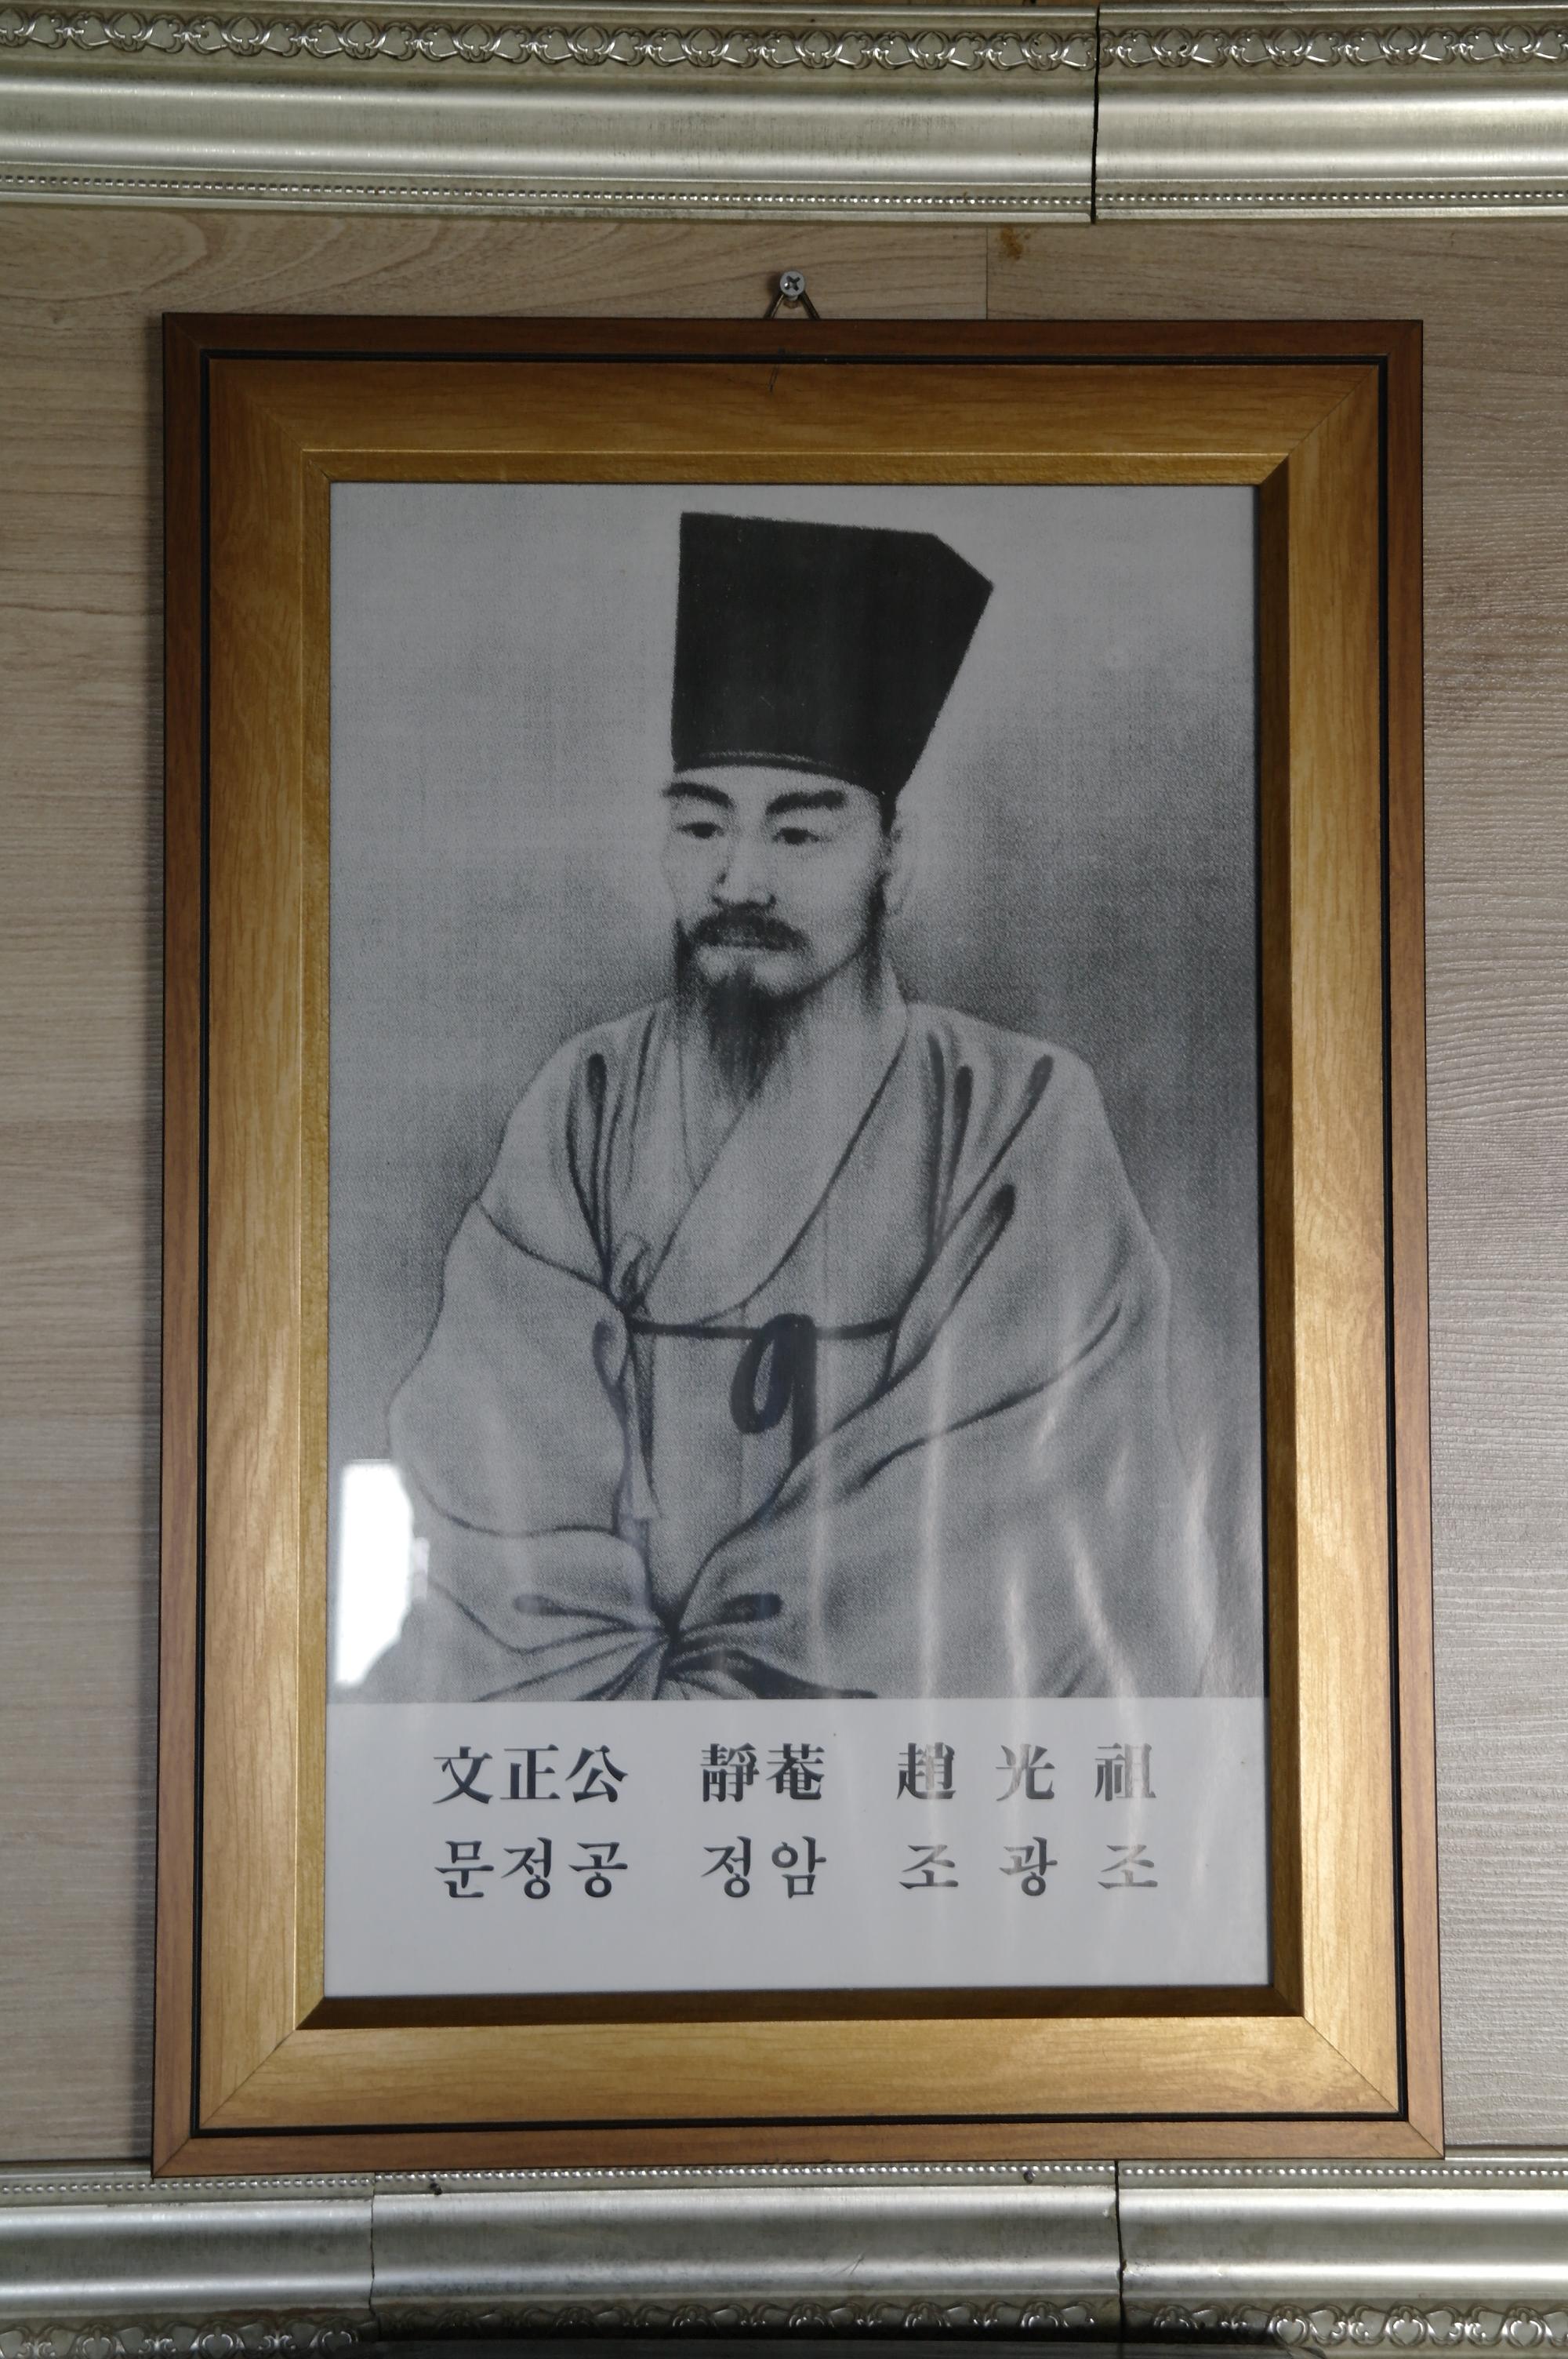 文正公 靜菴 趙光祖
문정공 정암 조광조